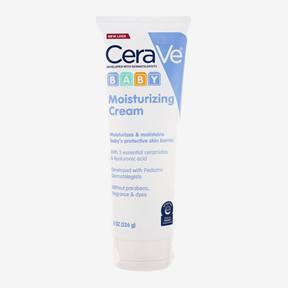 NEW LOOK
CeraVe
DEVELOPED WITH DERMATOLOGISTS
BABY
Moisturizing
Cream
Moisturizes & maintains
baby's protective skin barrier
With 3 essential ceramides
& hyaluronic acid
Developed with Pediatric
Dermatologists
Without parabens,
fragrance & dyes
OZ (226 g)